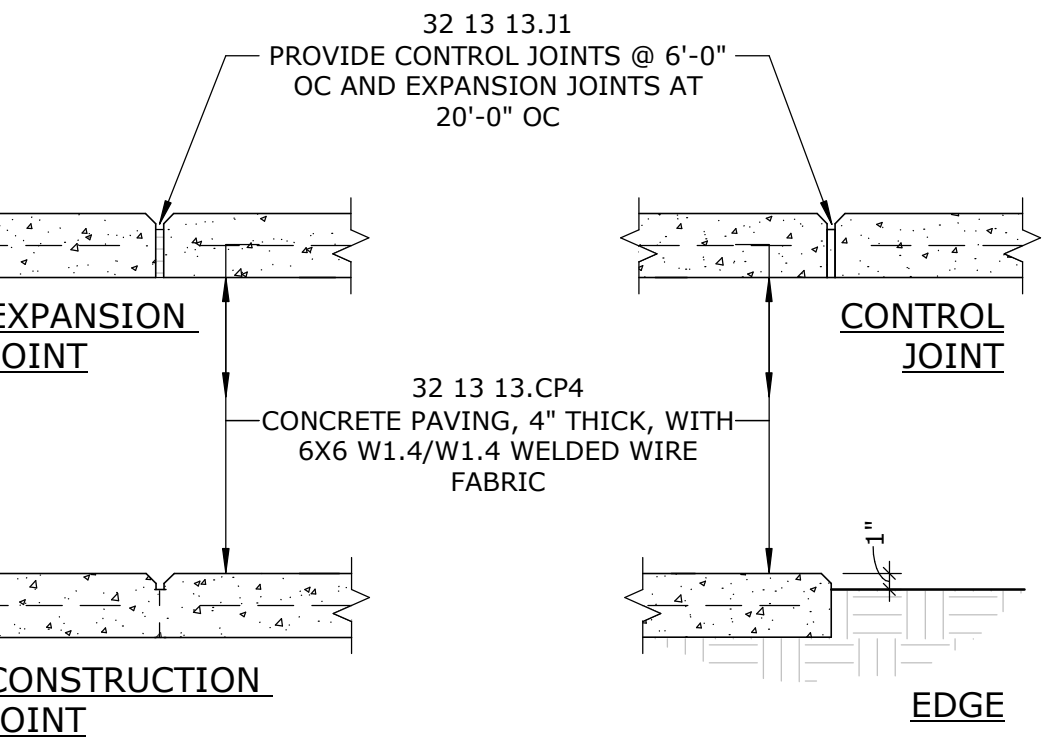 32 13 13.J1
PROVIDE CONTROL JOINTS @ 6'-0"
OC AND EXPANSION JOINTS AT
20'-0" OC
EXPANSION
JOINT
CONTROL
JOINT
32 13 13.CP4
CONCRETE PAVING, 4" THICK, WITH
6X6 W1.4/W1.4 WELDED WIRE
FABRIC
1"
CONSTRUCTION
JOINT
EDGE